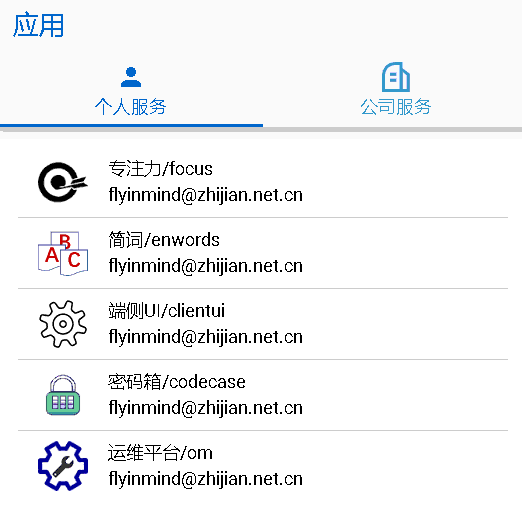 应用
个人服务
公司服务
专注力/focus
flyinmind@zhijian.net.cn
B
A
C
简词/enwords
flyinmind@zhijian.net.cn
端侧UI/clientui
flyinmind@zhijian.net.cn
密码箱/codecase
flyinmind@zhijian.net.cn
运维平台/om
flyinmind@zhijian.net.cn